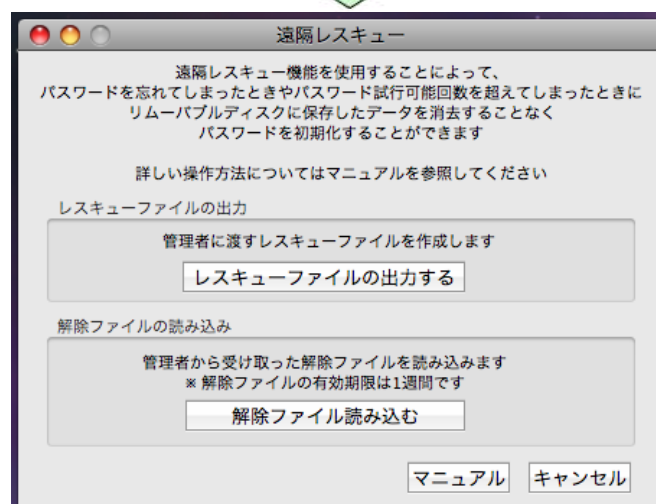 遠隔レスキュー
遠隔レスキュー機能を使用することによって、
パスワードを忘れてしまったときやパスワード試行可能回数を超えてしまったときに
リムーバブルディスクに保存したデータを消去することなく
パスワードを初期化することができます
詳しい操作方法についてはマニュアルを参照してください
レスキューファイルの出力
管理者に渡すレスキューファイルを作成します
レスキューファイルの出力する
解除ファイルの読み込み
管理者から受け取った解除ファイルを読み込みます
※ 解除ファイルの有効期限は1週間です
解除ファイル読み込む
マニュアル キャンセル